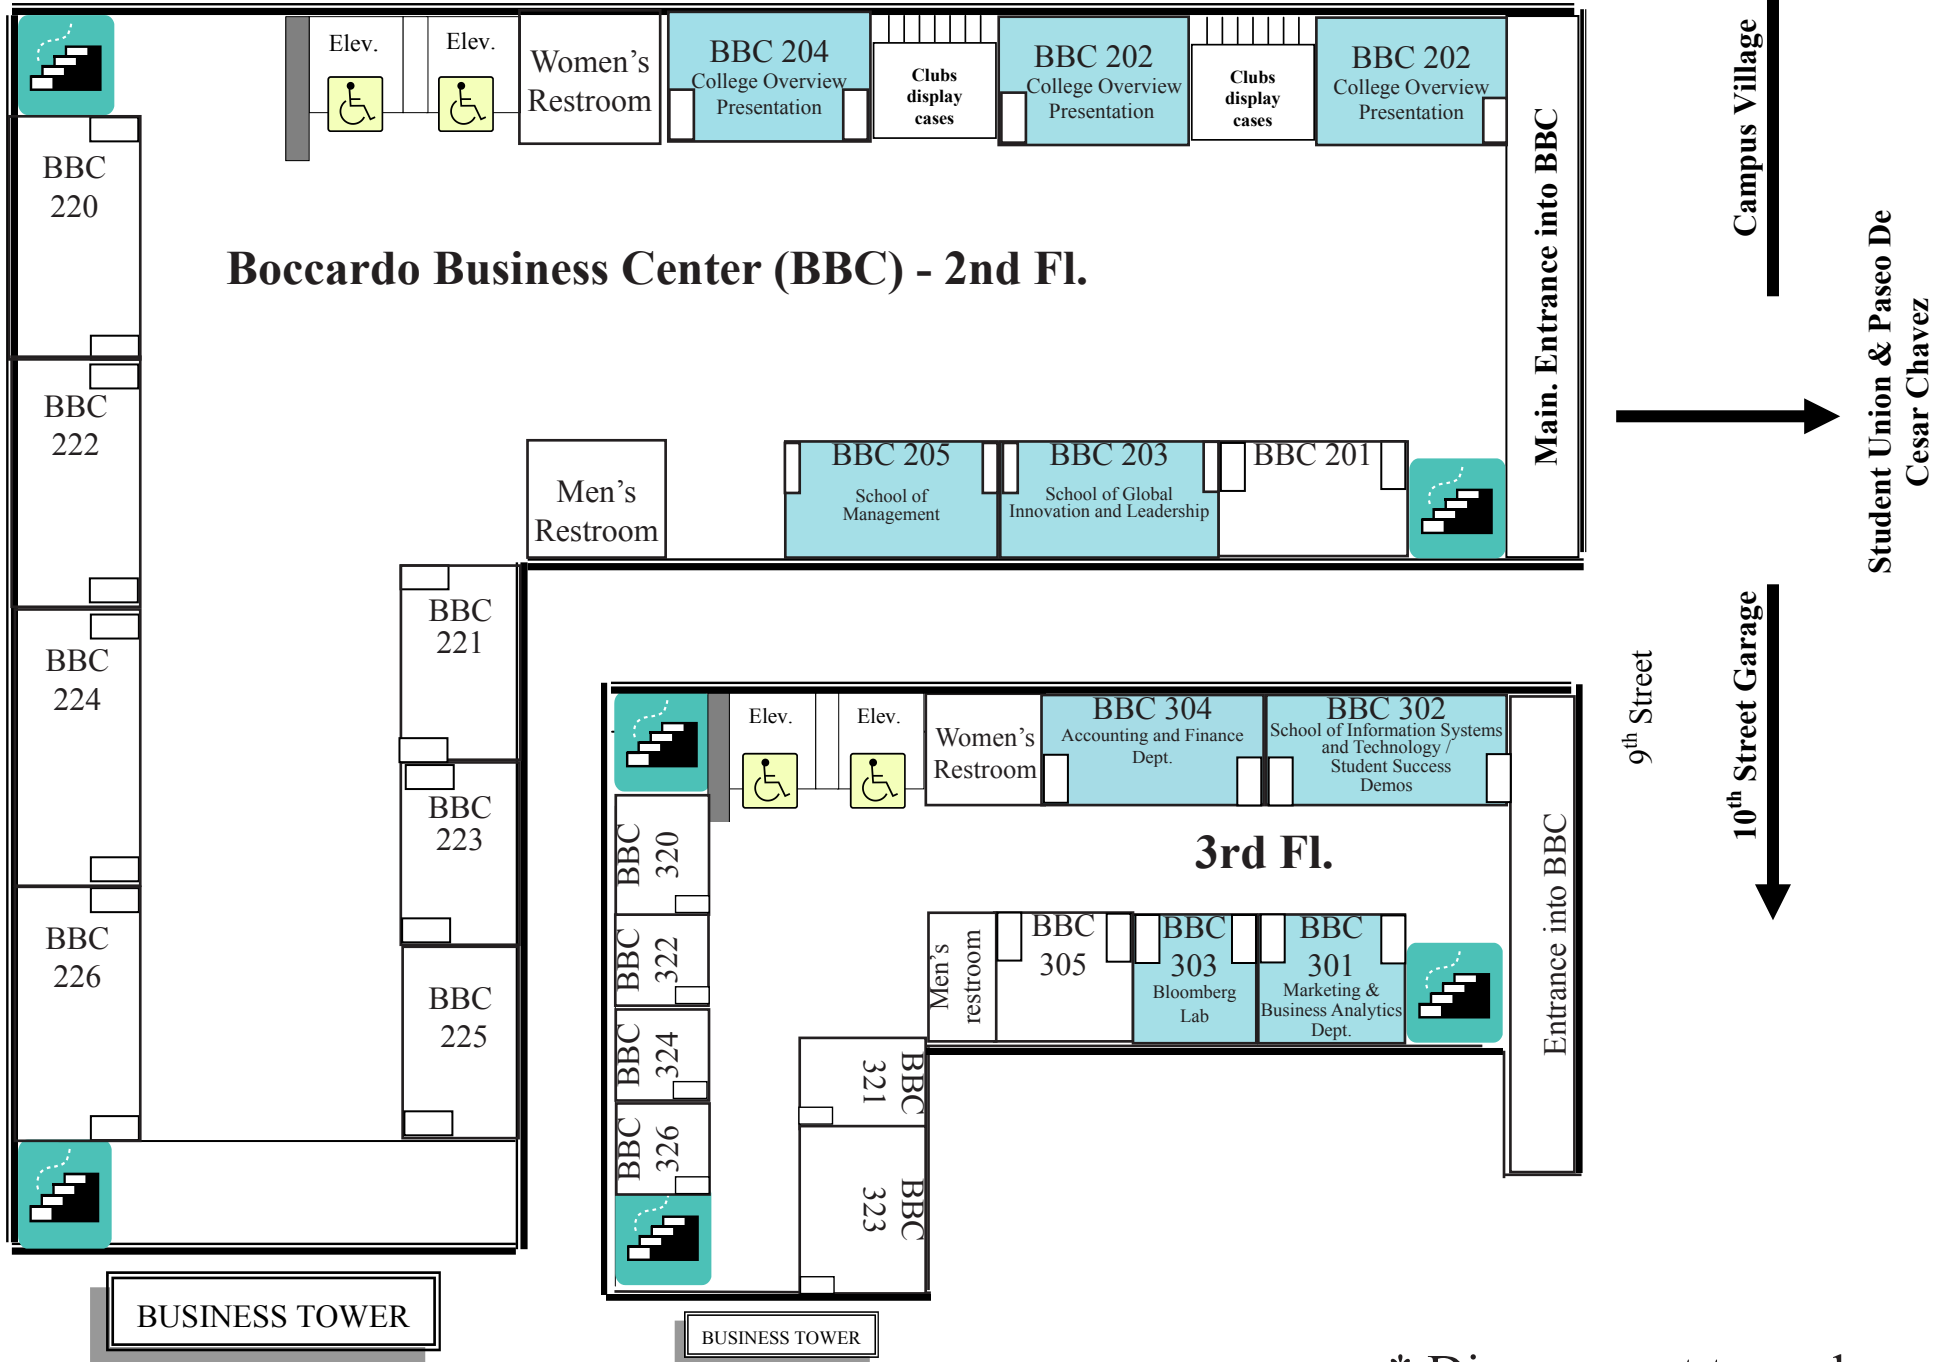 Elev.
Elev.
Women's
Restroom
BBC 204
College Overview
Presentation
Clubs
display
cases
BBC 202
College Overview
Presentation
Clubs
display
cases
BBC 202
College Overview
Presentation
Main. Entrance into BBC
Campus Village
Student Union & Paseo De
Cesar Chavez
BBC
220
Boccardo Business Center (BBC) - 2nd Fl.
BBC
222
Men's
Restroom
BBC 205
School of
Management
BBC 203
School of Global
Innovation and Leadership
BBC 201
BBC
224
BBC
221
BBC
223
BBC
226
BBC
225
9th Street
10th Street Garage
Elev.
Elev.
Women's
Restroom
BBC 304
Accounting and Finance
Dept.
BBC 302
School of Information Systems
and Technology /
Student Success
Demos
3rd Fl.
Entrance into BBC
BBC
320
BBC
322
BBC
324
BBC
326
Men's
restroom
BBC
305
BBC
303
Bloomberg
Lab
BBC
301
Marketing &
Business Analytics
Dept.
BBC
321
BBC
323
BUSINESS TOWER
BUSINESS TOWER